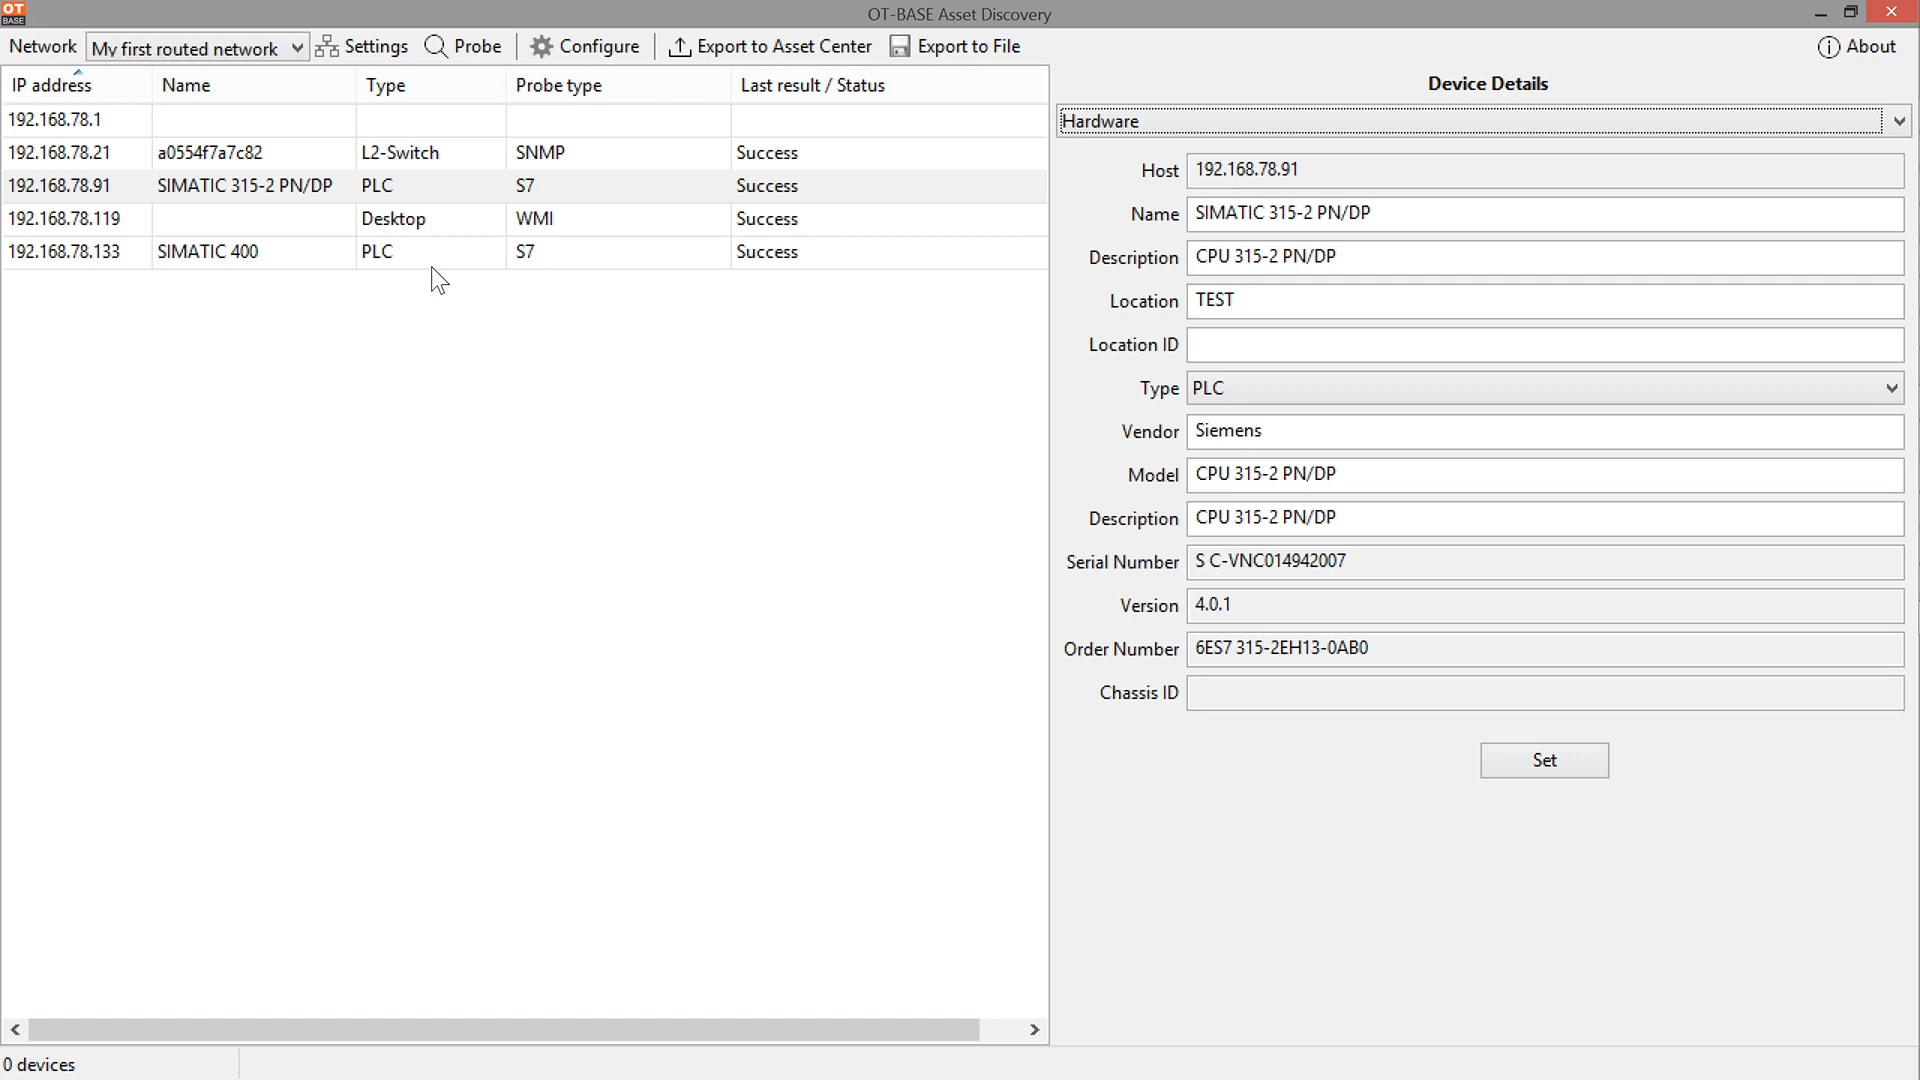 OT
BASE
OT-BASE Asset Discovery
Network My first routed network Settings Probe Configure Export to Asset Center Export to File About
IP address Name Type Probe type Last result / Status
192.168.78.1
192.168.78.21 a0554f7a7c82 L2-Switch SNMP Success
192.168.78.91 SIMATIC 315-2 PN/DP PLC S7 Success
192.168.78.119 Desktop WMI Success
192.168.78.133 SIMATIC 400 PLC S7 Success
Device Details
Hardware
Host 192.168.78.91
Name SIMATIC 315-2 PN/DP
Description CPU 315-2 PN/DP
Location TEST
Location ID
Type PLC
Vendor Siemens
Model CPU 315-2 PN/DP
Description CPU 315-2 PN/DP
Serial Number S C-VNC014942007
Version 4.0.1
Order Number 6ES7 315-2EH13-0AB0
Chassis ID
Set
0 devices